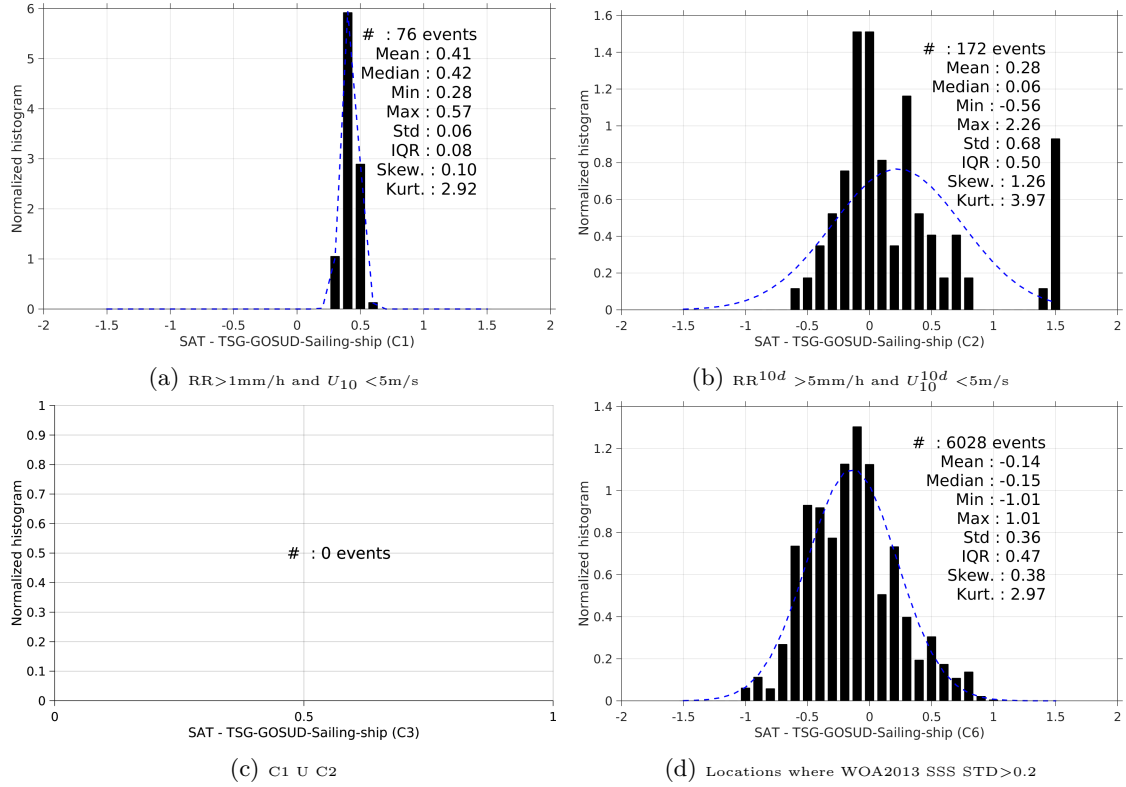 6
5
4
3
2
1
0
Normalized histogram
-2
-1.5
-1
-0.5
0
0.5
1
1.5
2
# : 76 events
Mean : 0.41
Median : 0.42
Min : 0.28
Max : 0.57
Std : 0.06
IQR : 0.08
Skew. : 0.10
Kurt. : 2.92
SAT - TSG-GOSUD-Sailing-ship (C1)
(a) RR>1mm/h and U10 <5m/s
1.6
1.4
1.2
1
0.8
0.6
0.4
0.2
0
Normalized histogram
-2
-1.5
-1
-0.5
0
0.5
1
1.5
2
# : 172 events
Mean : 0.28
Median : 0.06
Min : -0.56
Max : 2.26
Std : 0.68
IQR : 0.50
Skew. : 1.26
Kurt. : 3.97
SAT - TSG-GOSUD-Sailing-ship (C2)
(b) RR10d >5mm/h and U10d10 <5m/s
1
0.9
0.8
0.7
0.6
0.5
0.4
0.3
0.2
0.1
0
Normalized histogram
0
0.5
1
# : 0 events
SAT - TSG-GOSUD-Sailing-ship (C3)
(c) C1 U C2
1.4
1.2
1
0.8
0.6
0.4
0.2
0
Normalized histogram
-2
-1.5
-1
-0.5
0
0.5
1
1.5
2
# : 6028 events
Mean : -0.14
Median : -0.15
Min : -1.01
Max : 1.01
Std : 0.36
IQR : 0.47
Skew. : 0.38
Kurt. : 2.97
SAT - TSG-GOSUD-Sailing-ship (C6)
(d) Locations where WOA2013 SSS STD>0.2